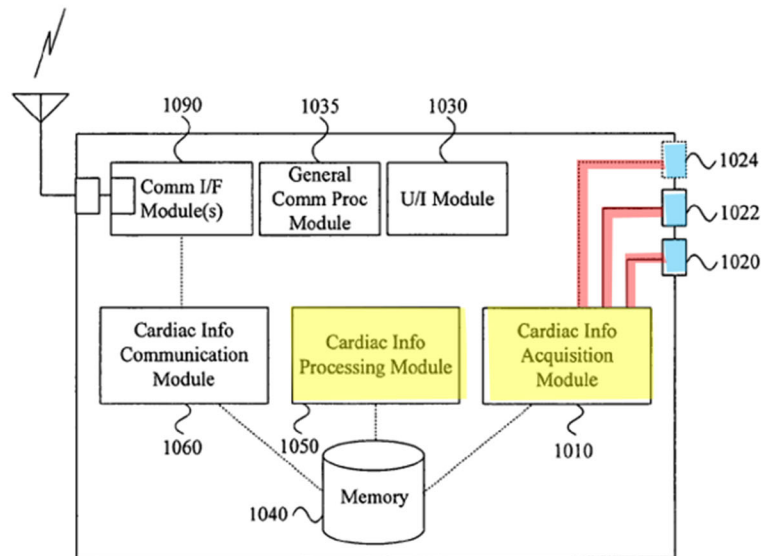 1090
1035
1030
Comm I/F
Module(s)
General
Comm Proc
Module
U/I Module
1024
1022
1020
Cardiac Info
Communication
Module
Cardiac Info
Processing Module
Cardiac Info
Acquisition
Module
1060
1050
1010
Memory
1040